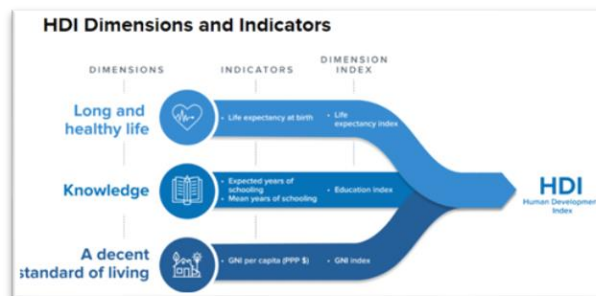 HDI Dimensions and Indicators
DIMENSIONS
INDICATORS
DIMENSION
INDEX
Long and
healthy life
• Life expectancy at birth
• Life
expectancy index
Knowledge
• Expected years of
schooling
• Mean years of schooling
• Education index
HDI
Human Development
Index
A decent
standard of living
• GNI per capita (PPP $)
• GNI index